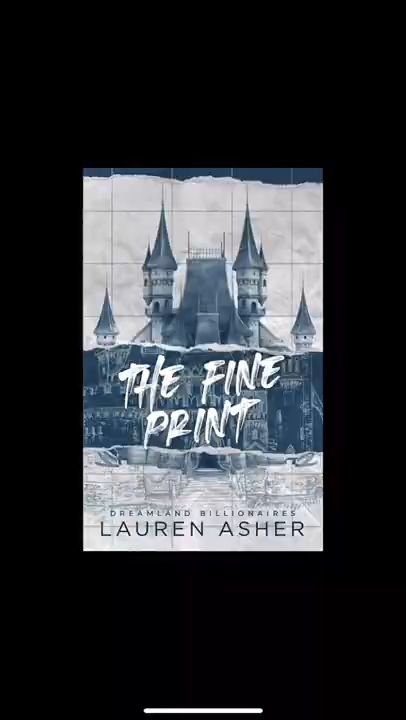 THE FINE
PRINT
DREAMLAND BILLIONAIRES
LAUREN ASHER